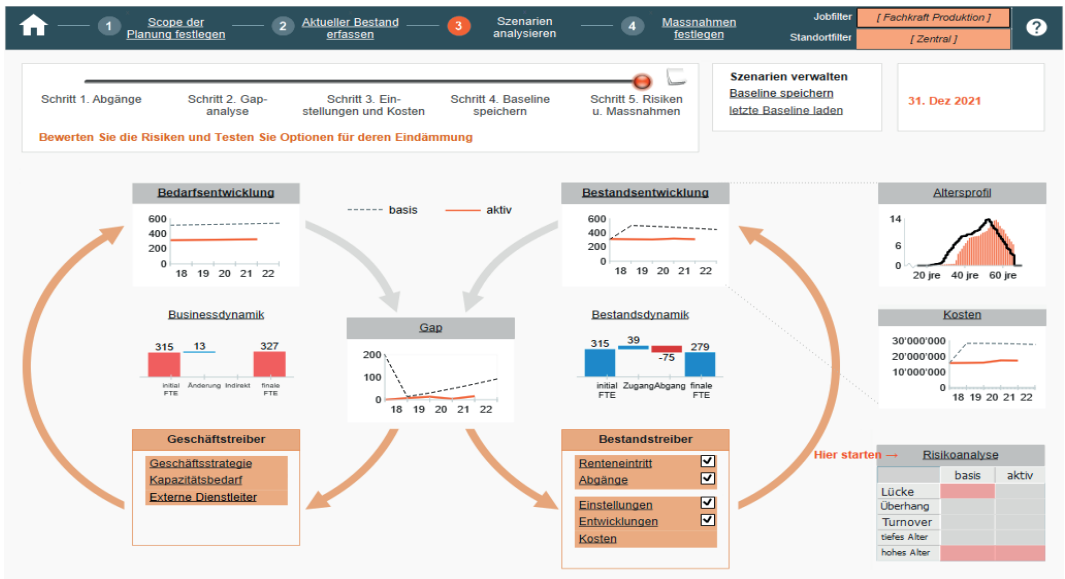 1 Scope der Planung festlegen
2 Aktueller Bestand erfassen
3 Szenarien analysieren
4 Massnahmen festlegen
Jobfilter [ Fachkraft Produktion ]
Standortfilter [ Zentral ]
?
Schritt 1. Abgänge
Schritt 2. Gap-
analyse
Schritt 3. Ein-
stellungen und Kosten
Schritt 4. Baseline
speichern
Schritt 5. Risiken
u. Massnahmen
Bewerten Sie die Risiken und Testen Sie Optionen für deren Eindämmung
Szenarien verwalten
Baseline speichern
letzte Baseline laden
31. Dez 2021
Bedarfsentwicklung
600
400
200
0
18 19 20 21 22
basis aktiv
Bestandsentwicklung
600
400
200
0
18 19 20 21 22
Altersprofil
14
6
0
20 jre 40 jre 60 jre
Businessdynamik
315 13 327
initial FTE Änderung Indirekt finale FTE
Gap
200
100
0
18 19 20 21 22
Bestandsdynamik
315 39 -75 279
initial FTE Zugang Abgang finale FTE
Kosten
30'000'000
20'000'000
10'000'000
0
18 19 20 21 22
Geschäftstreiber
Geschäftsstrategie
Kapazitätsbedarf
Externe Dienstleiter
Bestandstreiber
Renteneintritt
Abgänge
Einstellungen
Entwicklungen
Kosten
Hier starten → Risikoanalyse
basis aktiv
Lücke
Überhang
Turnover
tiefes Alter
hohes Alter